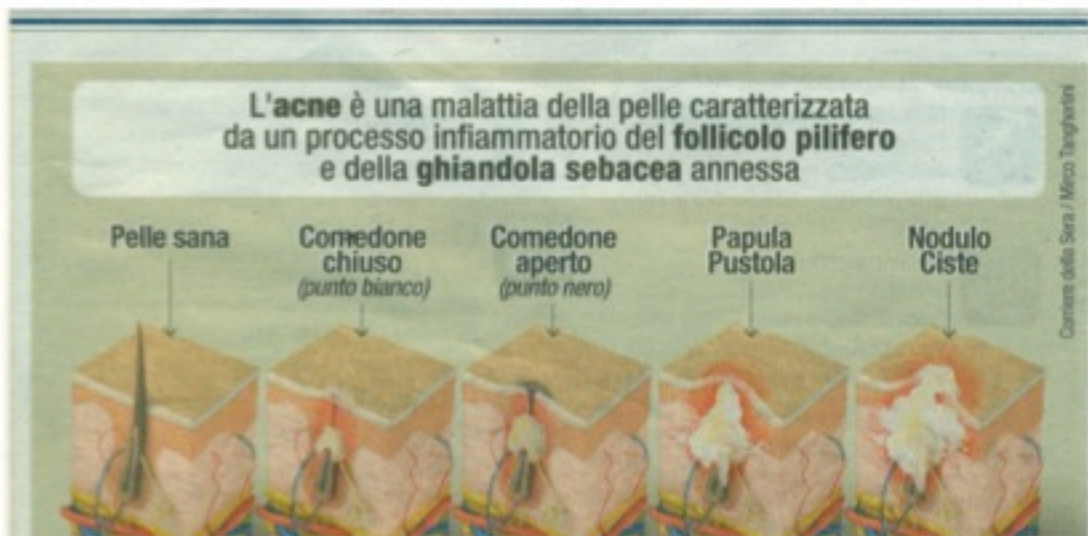 L'acne è una malattia della pelle caratterizzata
da un processo infiammatorio del follicolo pilifero
e della ghiandola sebacea annessa
Pelle sana
Comedone
chiuso
(punto bianco)
Comedone
aperto
(punto nero)
Papula
Pustola
Nodulo
Ciste
Corriere della Sera / Mirco Tangherlini